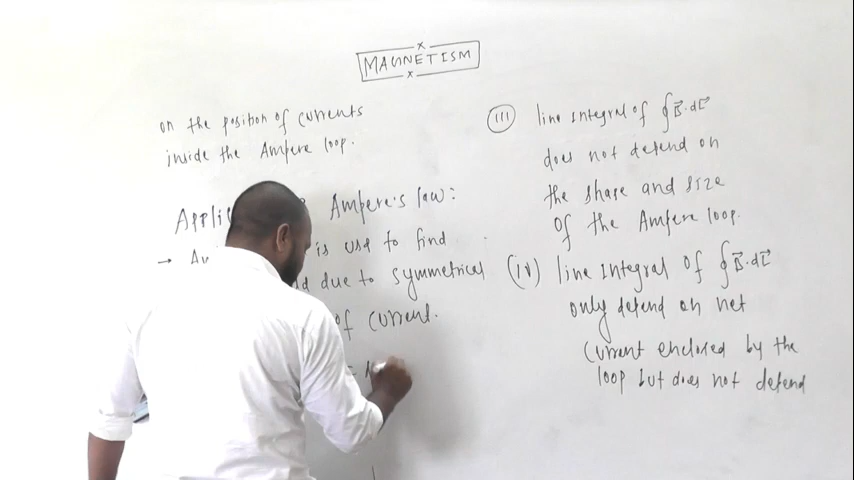 MAGNETISM
on the position of currents
inside the Ampere loop.
Ampere's law:
→
is use to find
due to symmetrical
of current.
(III) line integral of ∮B⃗·dl⃗
does not depend on
the shape and size
of the Ampere loop.
(IV) line integral of ∮B⃗·dl⃗
only depend on net
current enclosed by the
loop but does not depend